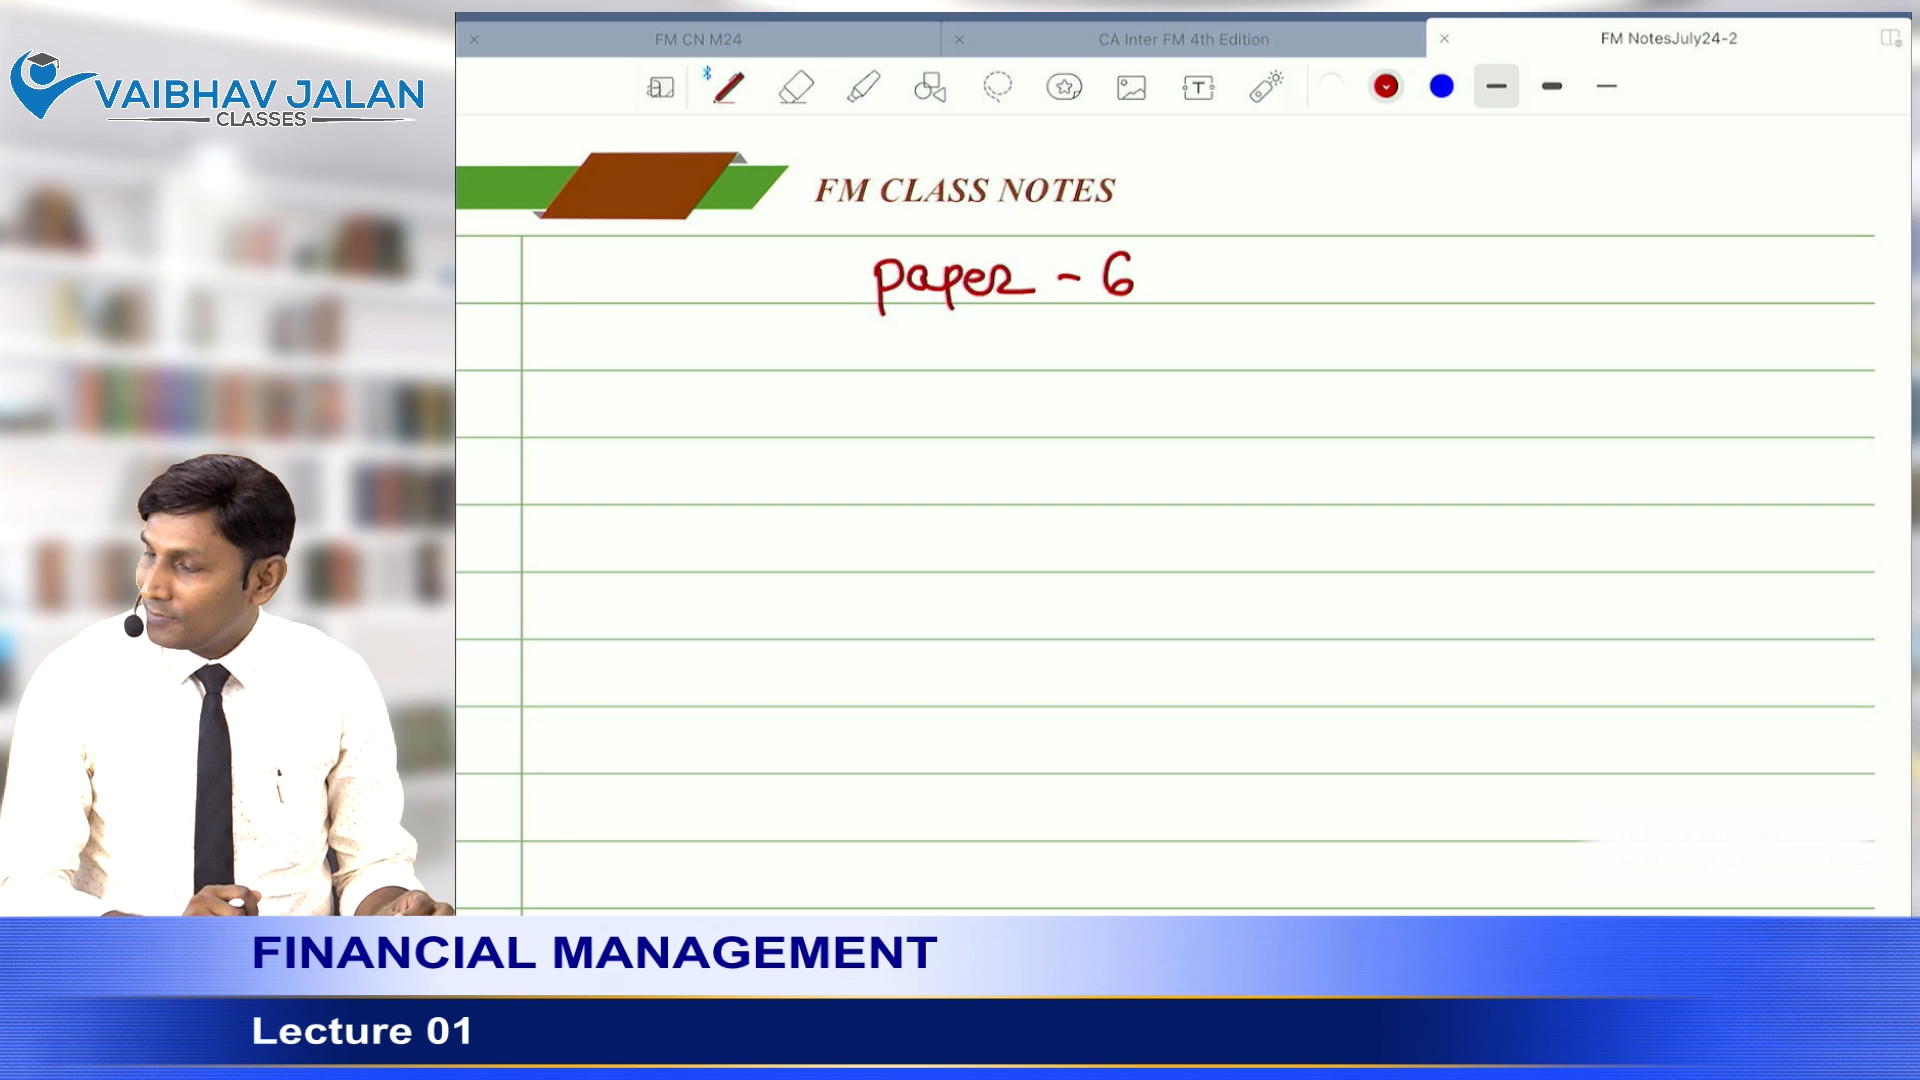 VAIBHAV JALAN
CLASSES
FM CN M24
CA Inter FM 4th Edition
FM NotesJuly24-2
FM CLASS NOTES
Paper - 6
FINANCIAL MANAGEMENT
Lecture 01